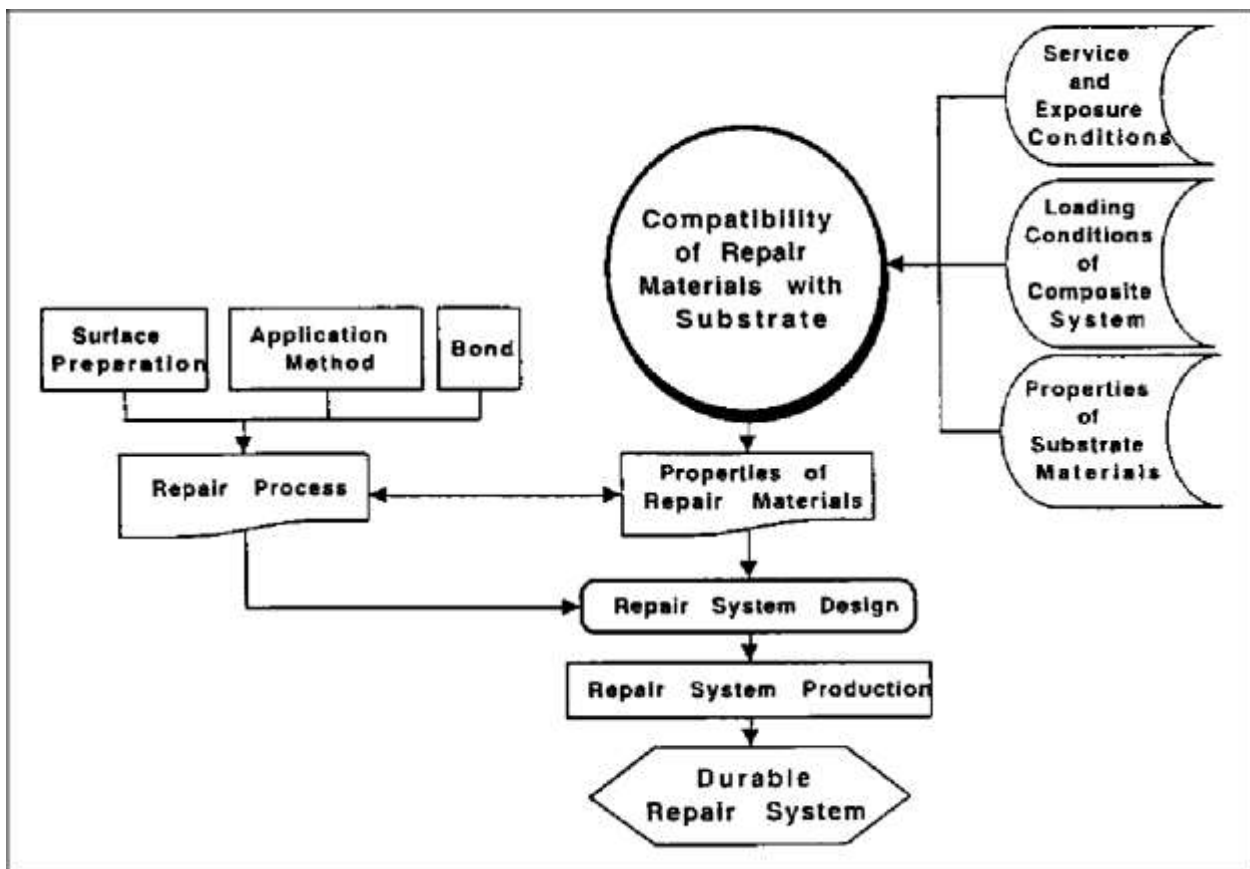 Service
and
Exposure
Conditions
Compatibility
of Repair
Materials with
Substrate
Loading
Conditions
of
Composite
System
Surface
Preparation
Application
Method
Bond
Properties
of
Substrate
Materials
Repair Process
Properties of
Repair Materials
Repair System Design
Repair System Production
Durable
Repair System